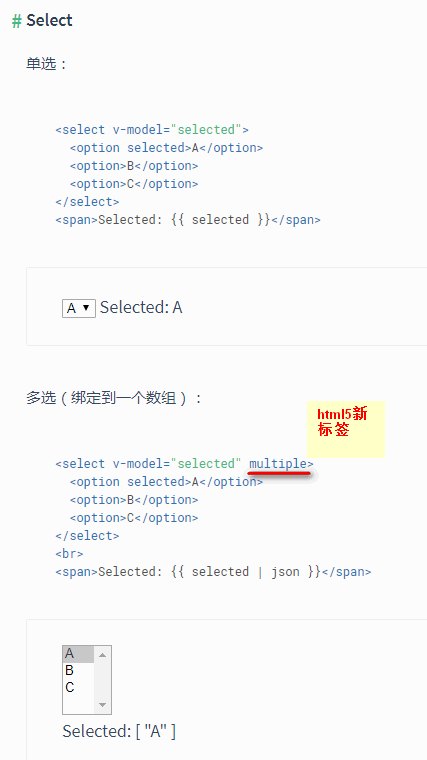 # Select
单选：
<select v-model="selected">
<option selected>A</option>
<option>B</option>
<option>C</option>
</select>
<span>Selected: {{ selected }}</span>
A ▼ Selected: A
多选（绑定到一个数组）：
html5新
标签
<select v-model="selected" multiple>
<option selected>A</option>
<option>B</option>
<option>C</option>
</select>
<br>
<span>Selected: {{ selected | json }}</span>
A
B
C
Selected: [ "A" ]